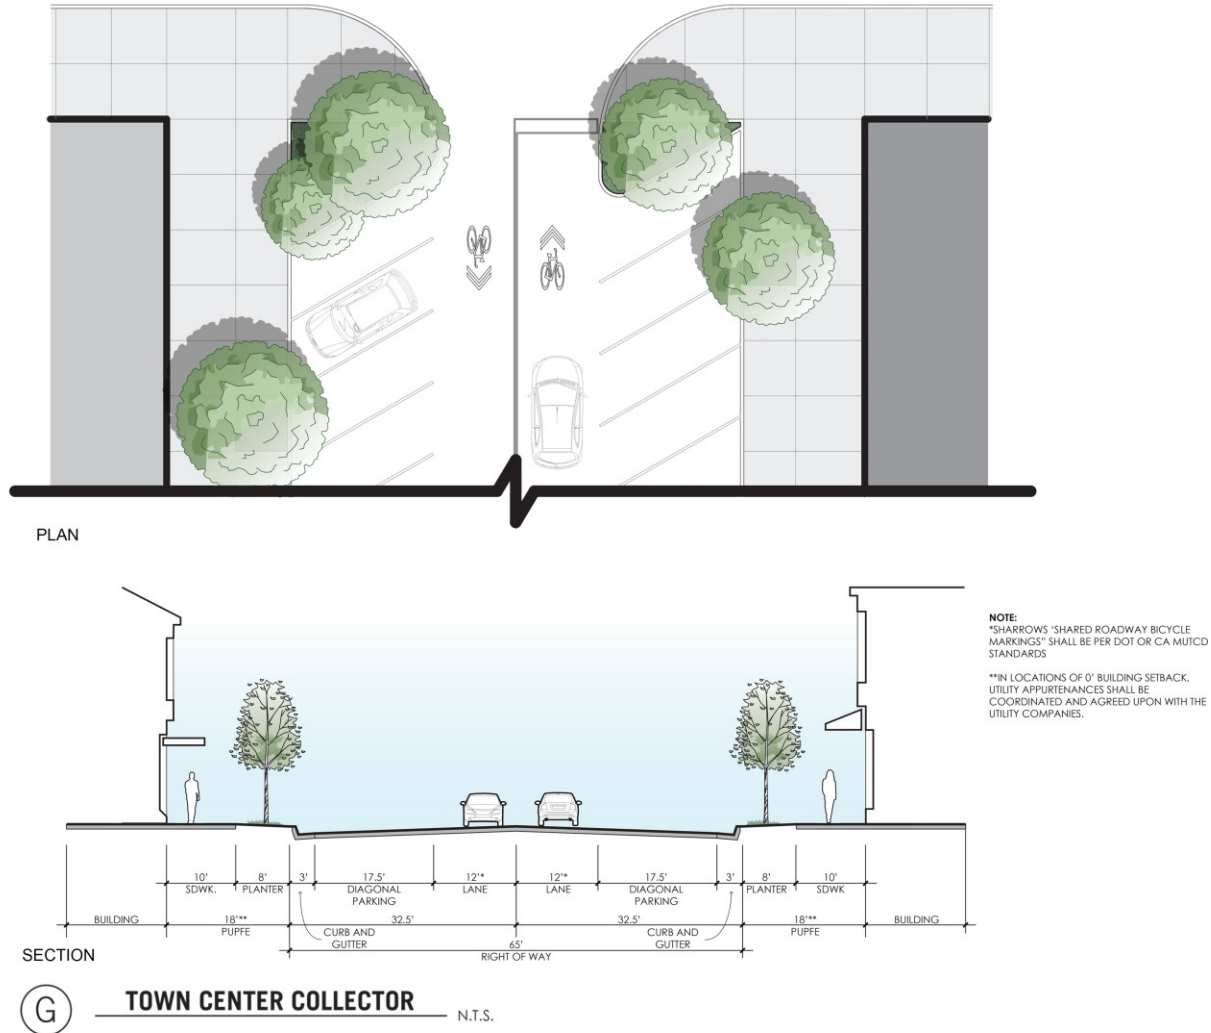 PLAN
NOTE:
*SHARROWS "SHARED ROADWAY BICYCLE
MARKINGS" SHALL BE PER DOT OR CA MUTCD
STANDARDS
**IN LOCATIONS OF 0' BUILDING SETBACK,
UTILITY APPURTENANCES SHALL BE
COORDINATED AND AGREED UPON WITH THE
UTILITY COMPANIES.
10' 8' 3' 17.5' 12'* 12'* 17.5' 3' 8' 10'
SDWK. PLANTER DIAGONAL LANE LANE DIAGONAL PLANTER SDWK
PARKING PARKING
BUILDING 18'** 32.5' 32.5' 18'** BUILDING
PUPFE CURB AND CURB AND PUPFE
GUTTER GUTTER
65'
RIGHT OF WAY
SECTION
G TOWN CENTER COLLECTOR N.T.S.